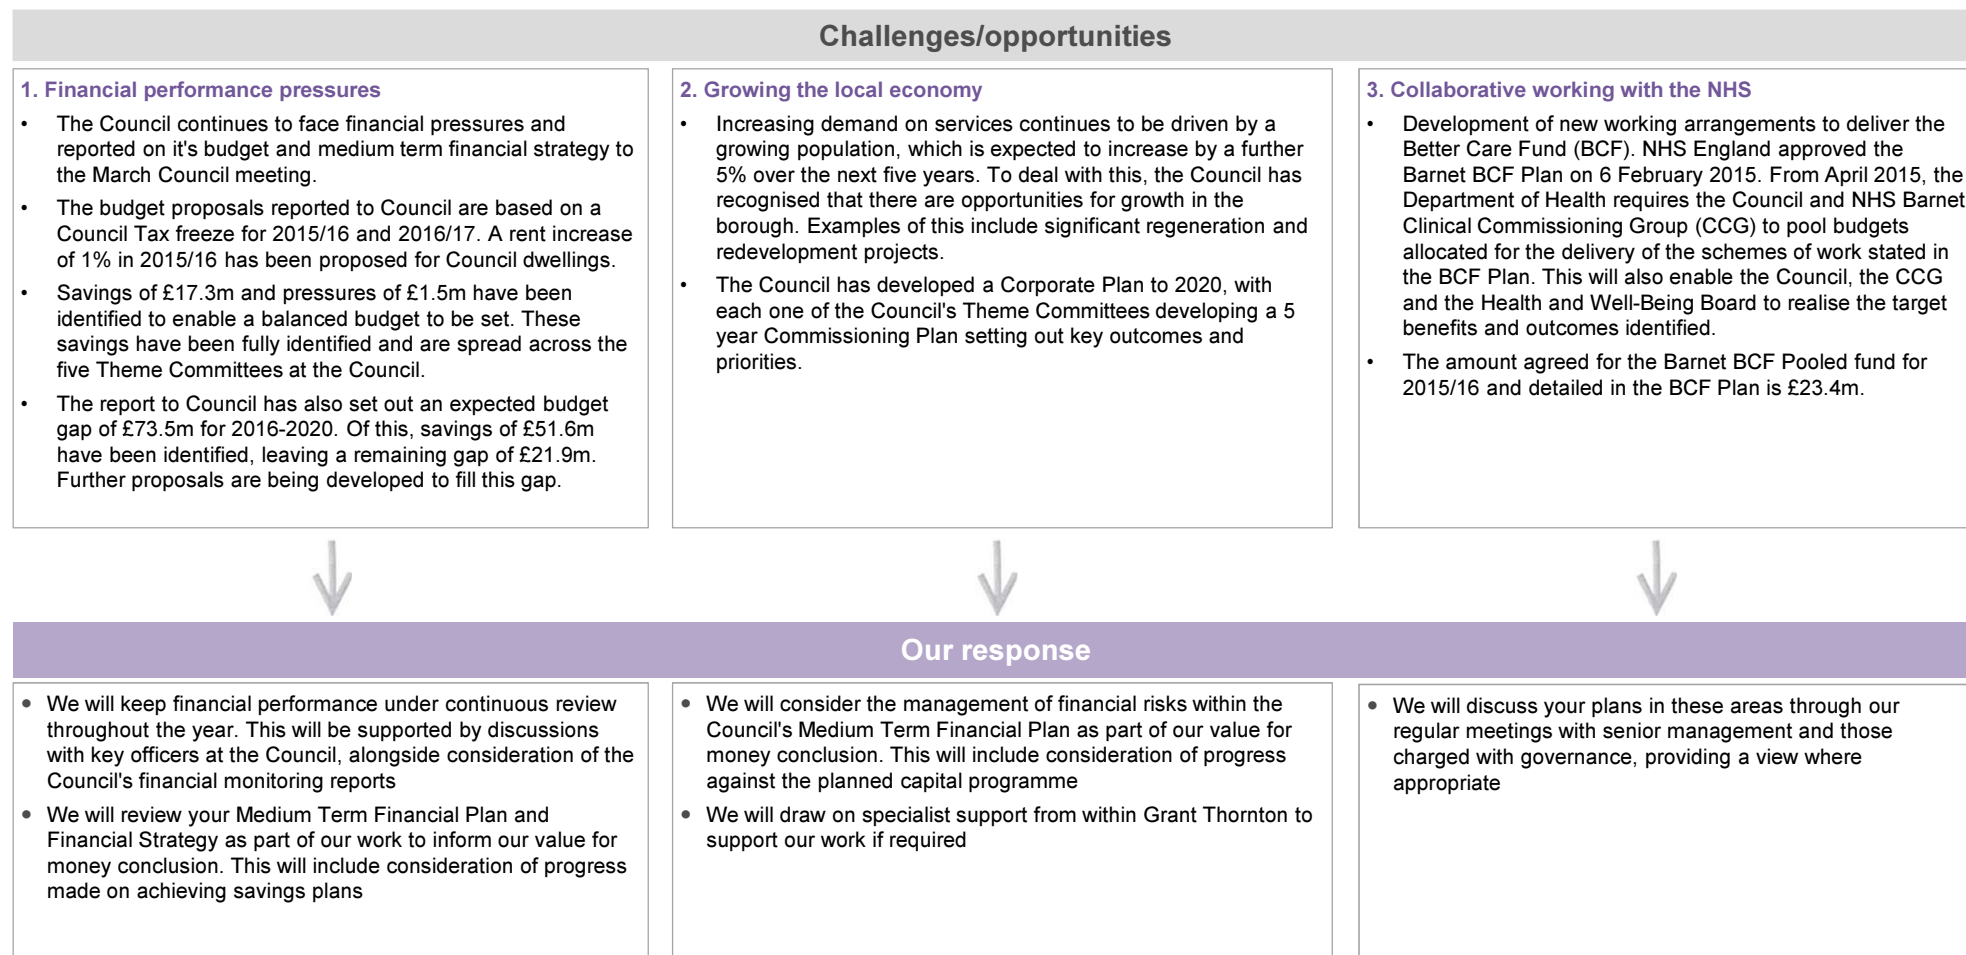 Challenges/opportunities
1. Financial performance pressures
• The Council continues to face financial pressures and
reported on it's budget and medium term financial strategy to
the March Council meeting.
• The budget proposals reported to Council are based on a
Council Tax freeze for 2015/16 and 2016/17. A rent increase
of 1% in 2015/16 has been proposed for Council dwellings.
• Savings of £17.3m and pressures of £1.5m have been
identified to enable a balanced budget to be set. These
savings have been fully identified and are spread across the
five Theme Committees at the Council.
• The report to Council has also set out an expected budget
gap of £73.5m for 2016-2020. Of this, savings of £51.6m
have been identified, leaving a remaining gap of £21.9m.
Further proposals are being developed to fill this gap.
2. Growing the local economy
• Increasing demand on services continues to be driven by a
growing population, which is expected to increase by a further
5% over the next five years. To deal with this, the Council has
recognised that there are opportunities for growth in the
borough. Examples of this include significant regeneration and
redevelopment projects.
• The Council has developed a Corporate Plan to 2020, with
each one of the Council's Theme Committees developing a 5
year Commissioning Plan setting out key outcomes and
priorities.
3. Collaborative working with the NHS
• Development of new working arrangements to deliver the
Better Care Fund (BCF). NHS England approved the
Barnet BCF Plan on 6 February 2015. From April 2015, the
Department of Health requires the Council and NHS Barnet
Clinical Commissioning Group (CCG) to pool budgets
allocated for the delivery of the schemes of work stated in
the BCF Plan. This will also enable the Council, the CCG
and the Health and Well-Being Board to realise the target
benefits and outcomes identified.
• The amount agreed for the Barnet BCF Pooled fund for
2015/16 and detailed in the BCF Plan is £23.4m.
Our response
• We will keep financial performance under continuous review
throughout the year. This will be supported by discussions
with key officers at the Council, alongside consideration of the
Council's financial monitoring reports
• We will review your Medium Term Financial Plan and
Financial Strategy as part of our work to inform our value for
money conclusion. This will include consideration of progress
made on achieving savings plans
• We will consider the management of financial risks within the
Council's Medium Term Financial Plan as part of our value for
money conclusion. This will include consideration of progress
against the planned capital programme
• We will draw on specialist support from within Grant Thornton to
support our work if required
• We will discuss your plans in these areas through our
regular meetings with senior management and those
charged with governance, providing a view where
appropriate